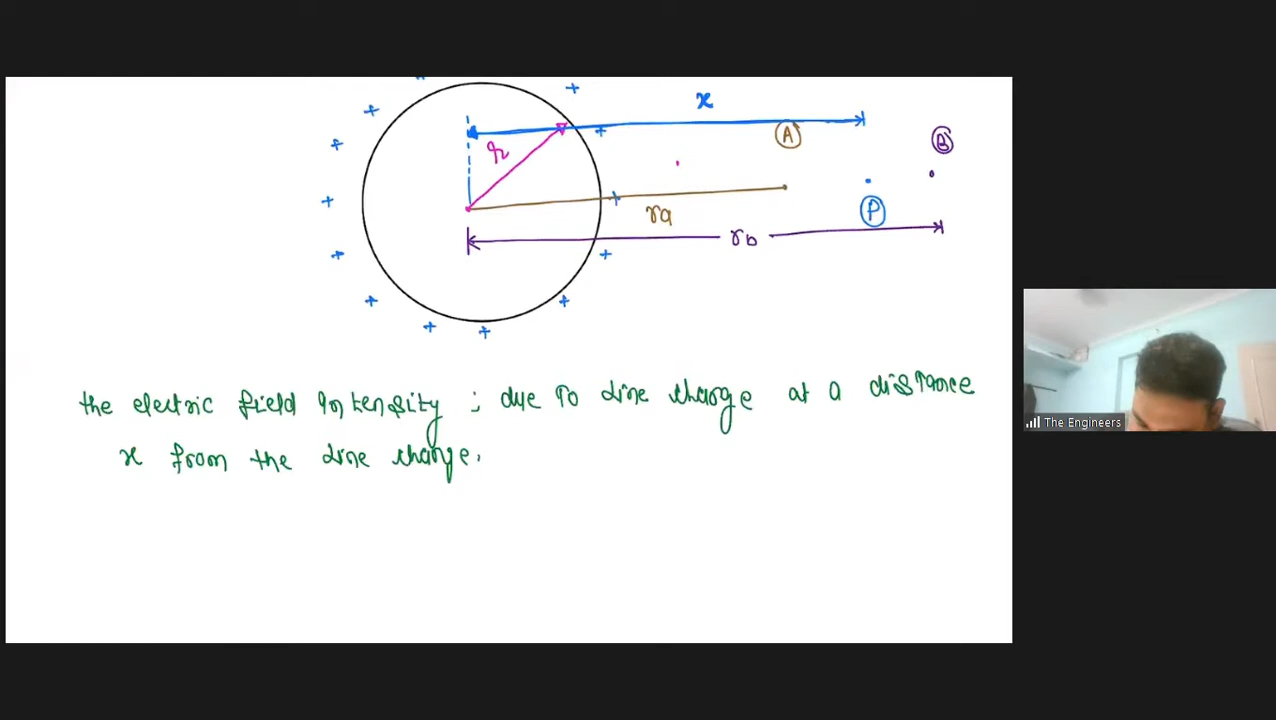 x
A
r
B
ra
P
rb
the electric field intensity ; due to line charge at a distance
x from the line charge.
The Engineers